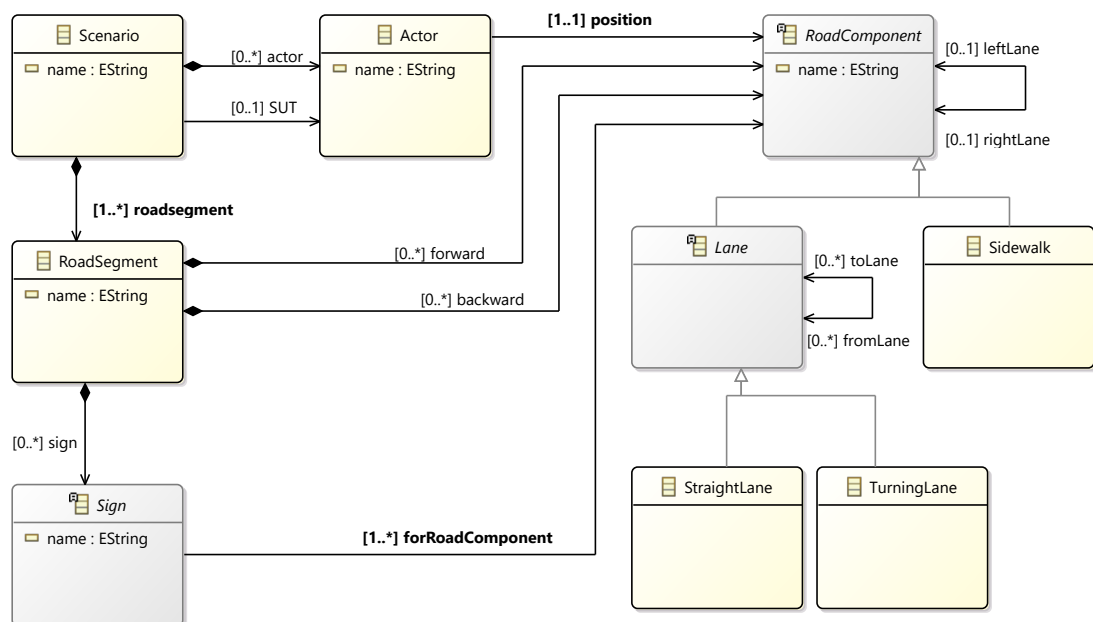 Scenario
name : EString
[0..*] actor
[0..1] SUT
Actor
name : EString
[1..1] position
RoadComponent
name : EString
[0..1] leftLane
[0..1] rightLane
[1..*] roadsegment
RoadSegment
name : EString
[0..*] forward
[0..*] backward
Lane
[0..*] toLane
[0..*] fromLane
Sidewalk
[0..*] sign
Sign
name : EString
[1..*] forRoadComponent
StraightLane
TurningLane